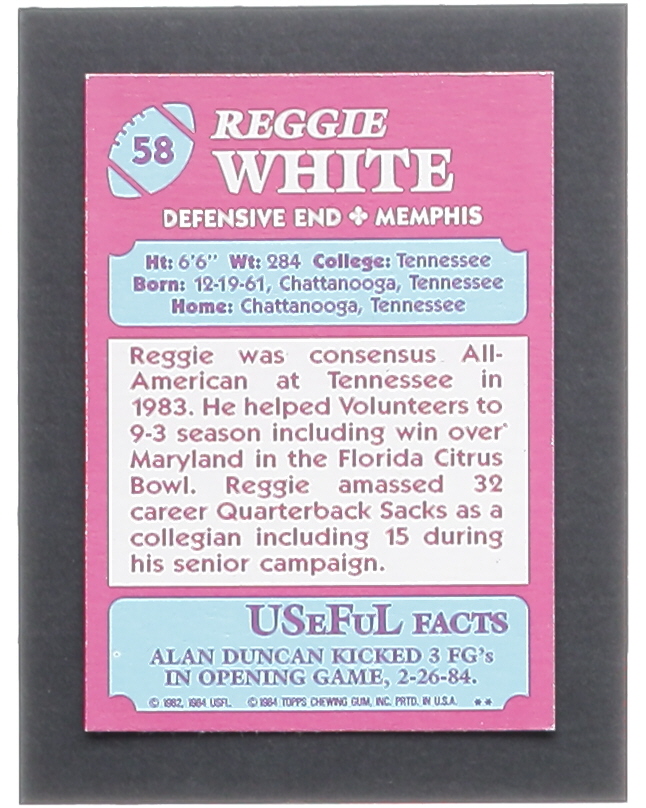 58
REGGIE
WHITE
DEFENSIVE END ✤ MEMPHIS
Ht: 6'6" Wt: 284 College: Tennessee
Born: 12-19-61, Chattanooga, Tennessee
Home: Chattanooga, Tennessee
Reggie was consensus All-
American at Tennessee in
1983. He helped Volunteers to
9-3 season including win over
Maryland in the Florida Citrus
Bowl. Reggie amassed 32
career Quarterback Sacks as a
collegian including 15 during
his senior campaign.
USeFuL FACTS
ALAN DUNCAN KICKED 3 FG's
IN OPENING GAME, 2-26-84.
© 1982, 1984 USFL. © 1984 TOPPS CHEWING GUM, INC. PRTD. IN U.S.A. **